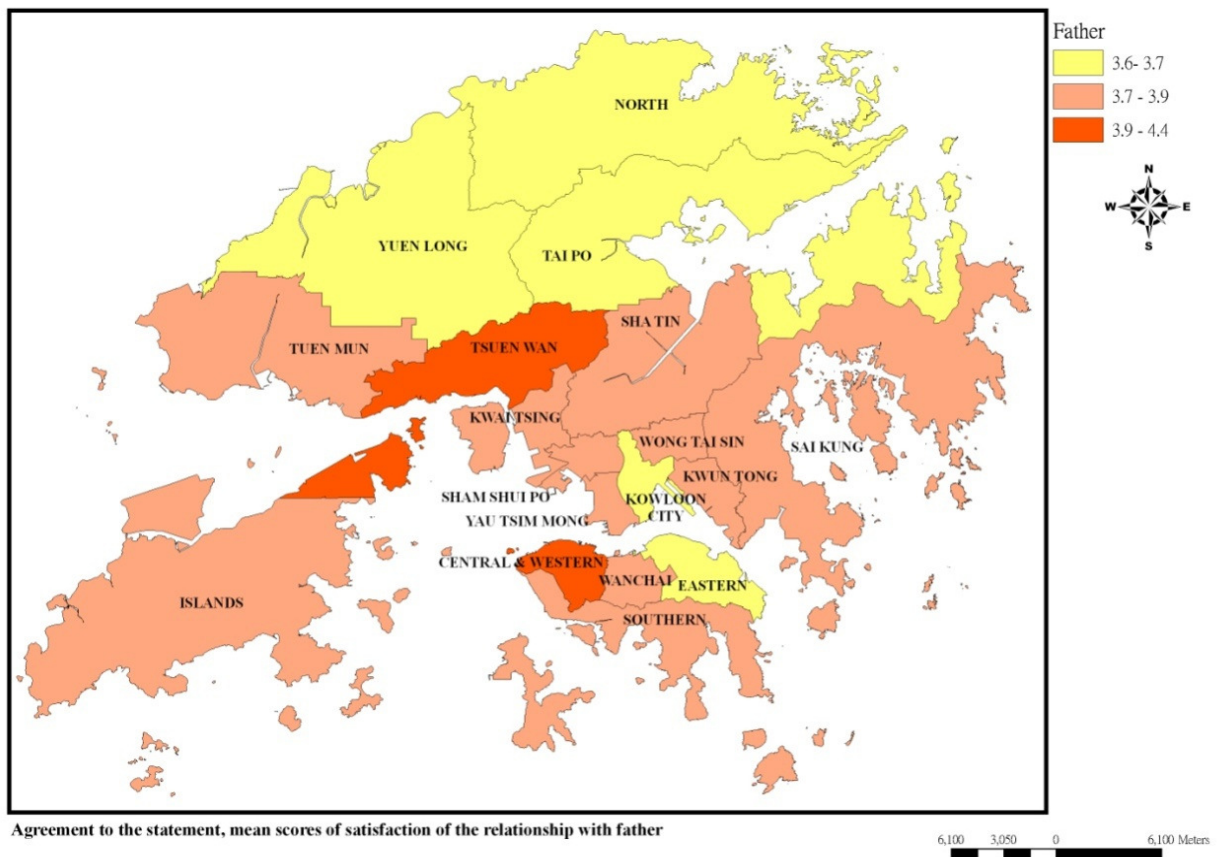 Father
3.6- 3.7
3.7 - 3.9
3.9 - 4.4
N
W E
S
NORTH
YUEN LONG
TAI PO
SHA TIN
TUEN MUN
TSUEN WAN
KWAI TSING
WONG TAI SIN
SAI KUNG
KWUN TONG
SHAM SHUI PO
KOWLOON
CITY
YAU TSIM MONG
CENTRAL & WESTERN
WANCHAI
EASTERN
ISLANDS
SOUTHERN
Agreement to the statement, mean scores of satisfaction of the relationship with father
6,100 3,050 0 6,100 Meters